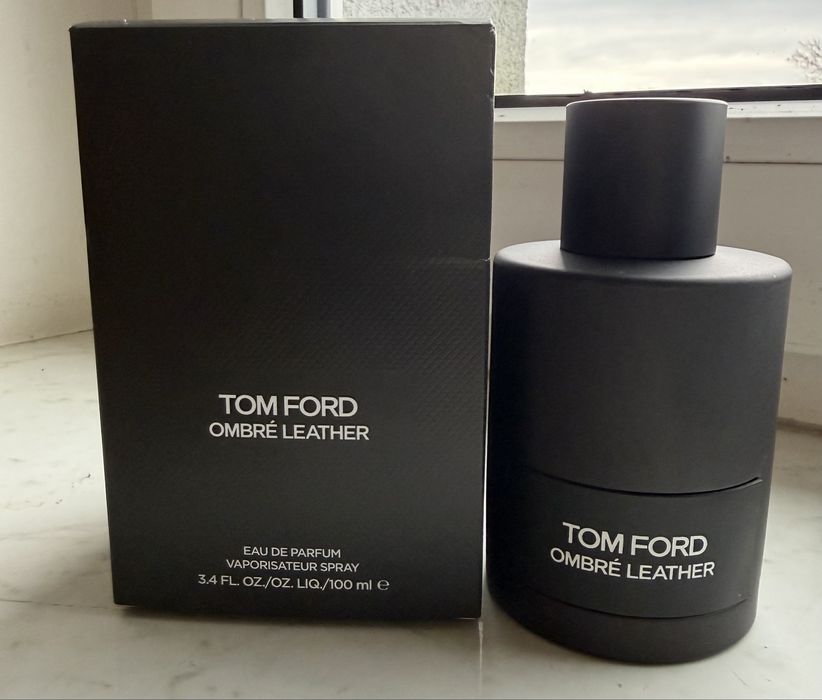 TOM FORD
OMBRÉ LEATHER
EAU DE PARFUM
VAPORISATEUR SPRAY
3.4 FL. OZ./OZ. LIQ./100 ml ℮
TOM FORD
OMBRÉ LEATHER